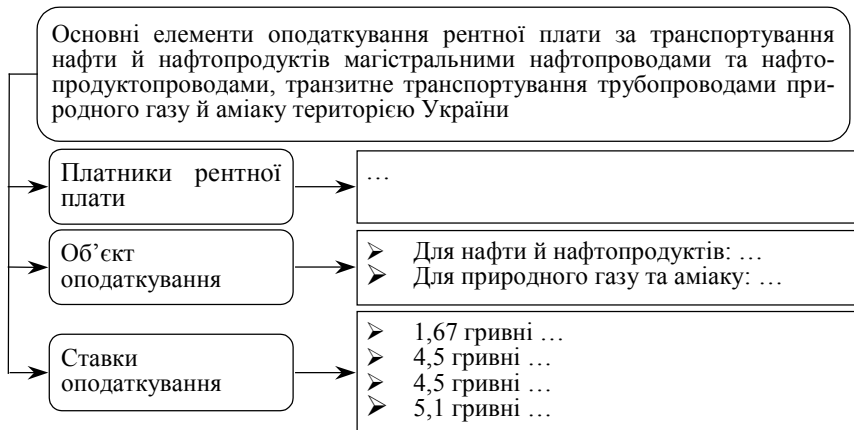 Основні елементи оподаткування рентної плати за транспортування
нафти й нафтопродуктів магістральними нафтопроводами та нафто-
продуктопроводами, транзитне транспортування трубопроводами при-
родного газу й аміаку територією України
Платники рентної
плати
…
Об’єкт
оподаткування
Для нафти й нафтопродуктів: …
Для природного газу та аміаку: …
Ставки
оподаткування
1,67 гривні …
4,5 гривні …
4,5 гривні …
5,1 гривні …